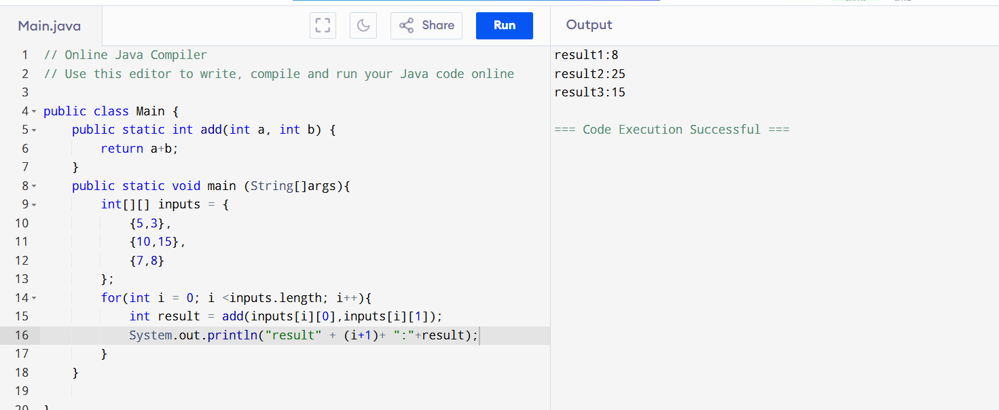 Main.java
Share
Run
Output
1 // Online Java Compiler
2 // Use this editor to write, compile and run your Java code online
3
4 public class Main {
5     public static int add(int a, int b) {
6         return a+b;
7     }
8     public static void main (String[]args){
9         int[][] inputs = {
10             {5,3},
11             {10,15},
12             {7,8}
13         };
14         for(int i = 0; i <inputs.length; i++){
15             int result = add(inputs[i][0],inputs[i][1]);
16             System.out.println("result" + (i+1)+ ":"+result);
17         }
18     }
19
20 }
result1:8
result2:25
result3:15
=== Code Execution Successful ===